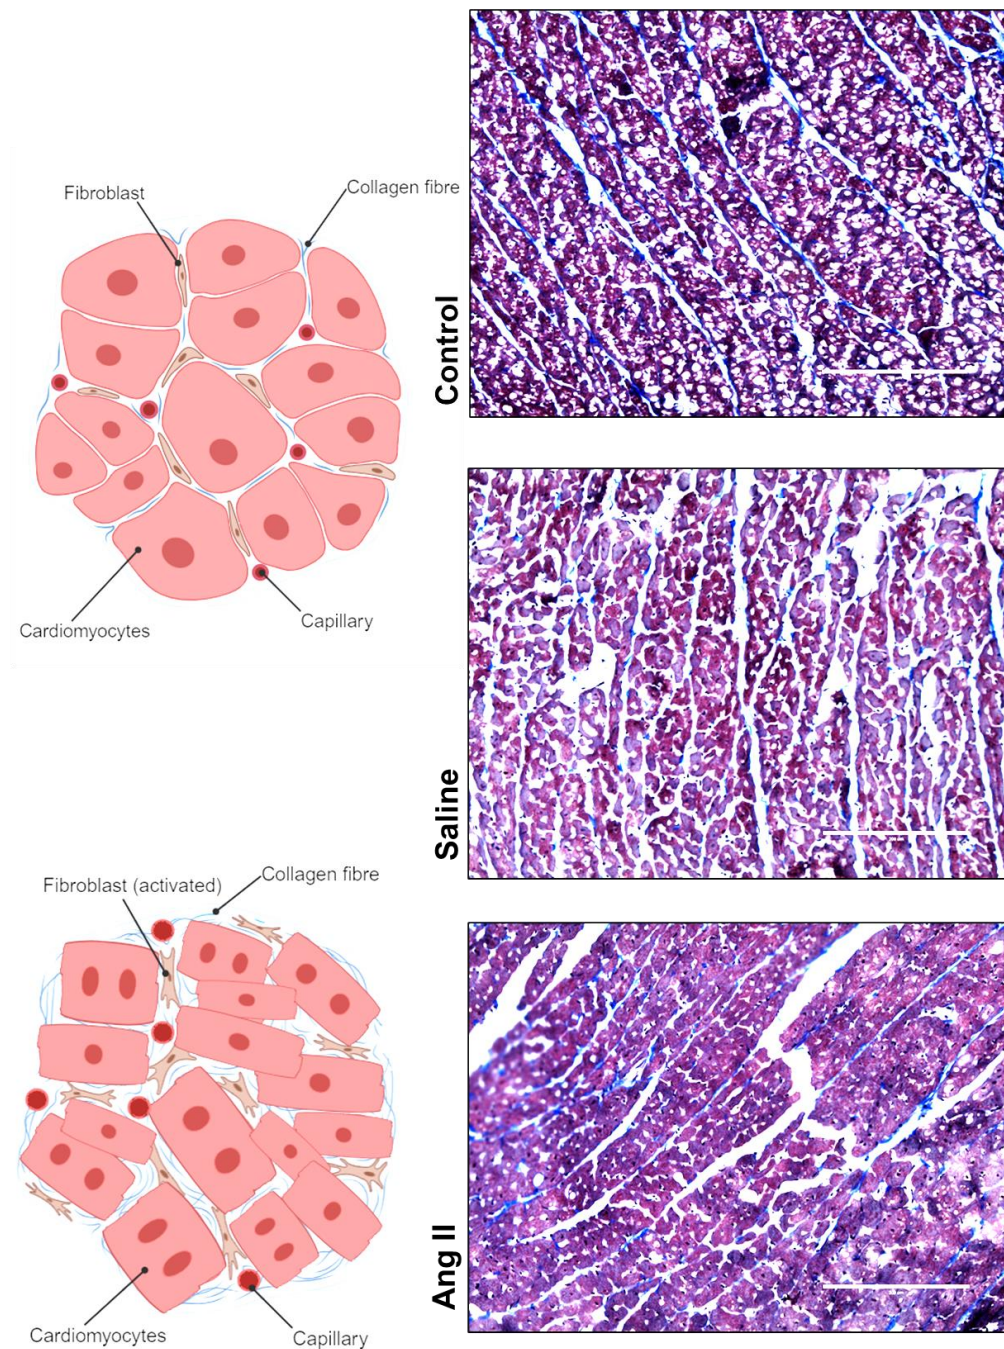 Fibroblast
Collagen fibre
Cardiomyocytes
Capillary
Control
Saline
Fibroblast (activated)
Collagen fibre
Cardiomyocytes
Capillary
Ang II